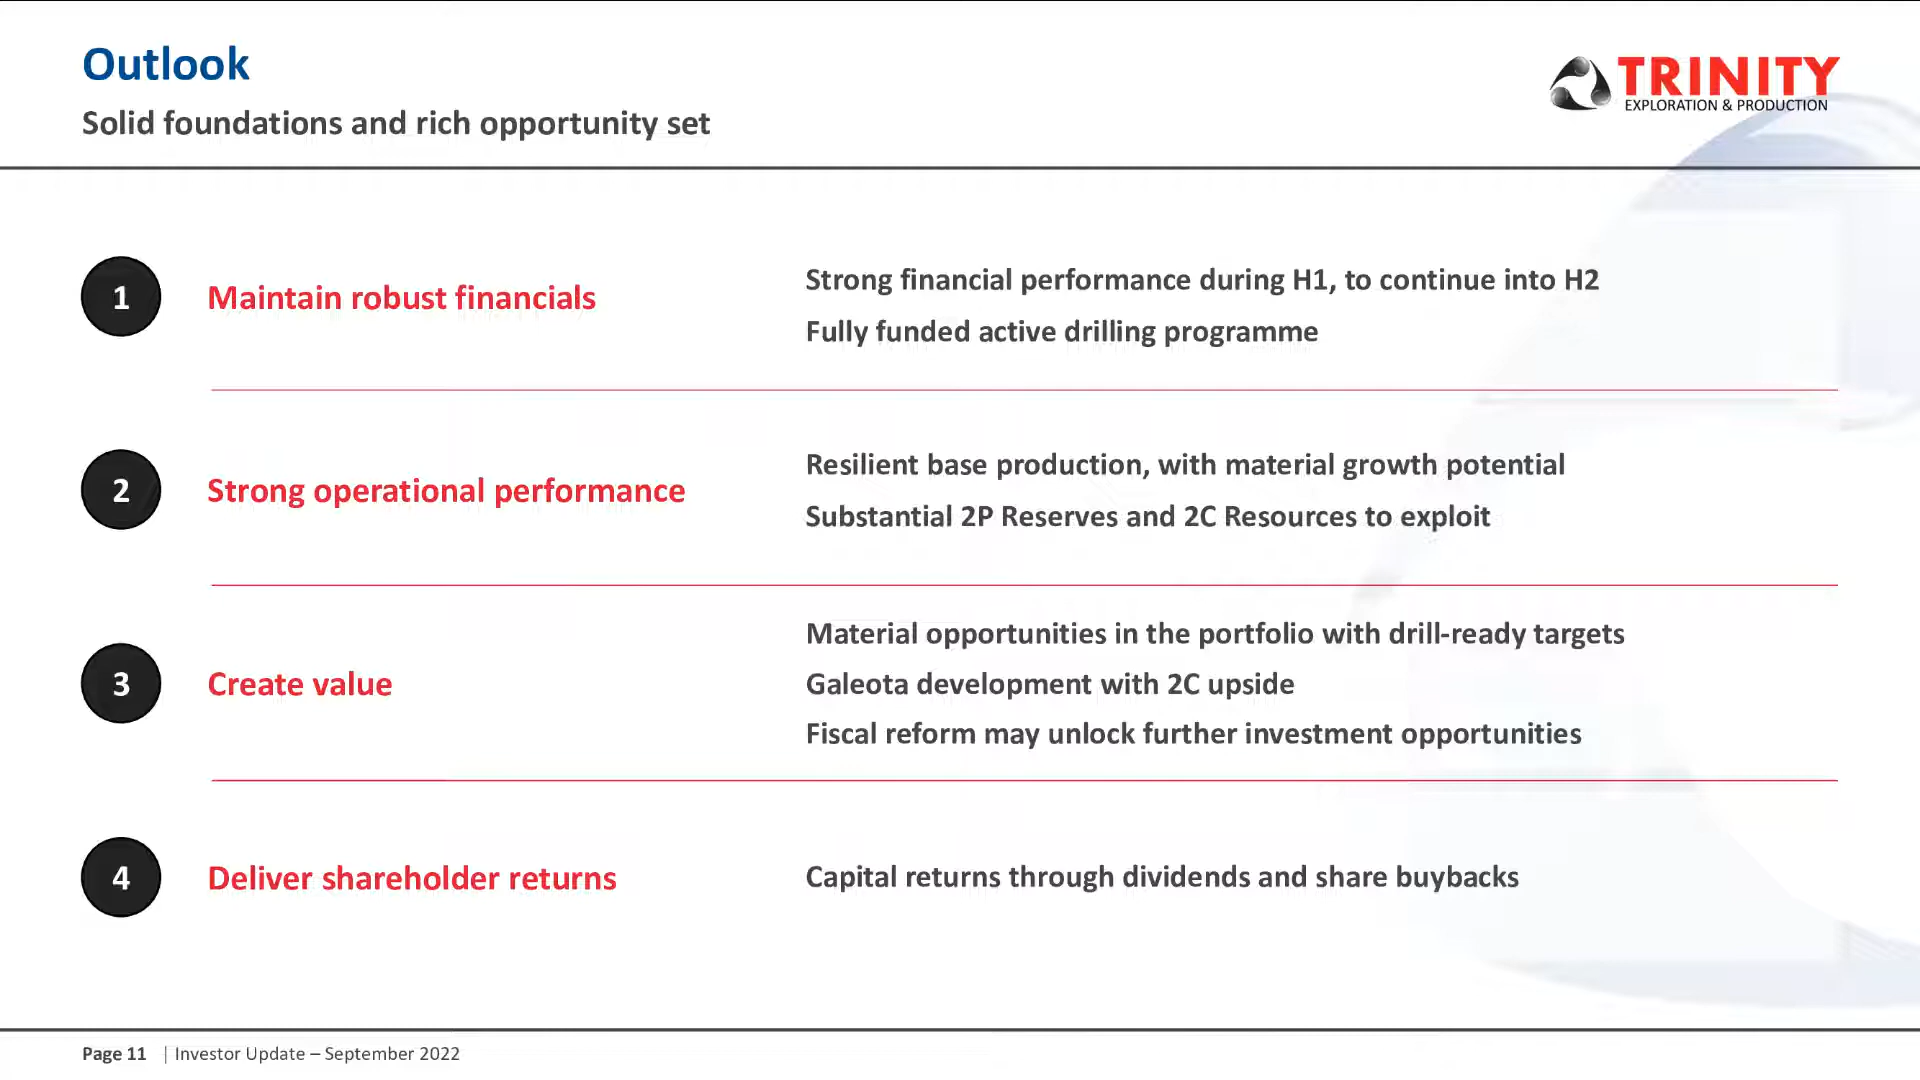 Outlook
Solid foundations and rich opportunity set
TRINITY
EXPLORATION & PRODUCTION
1
Maintain robust financials
Strong financial performance during H1, to continue into H2
Fully funded active drilling programme
2
Strong operational performance
Resilient base production, with material growth potential
Substantial 2P Reserves and 2C Resources to exploit
3
Create value
Material opportunities in the portfolio with drill-ready targets
Galeota development with 2C upside
Fiscal reform may unlock further investment opportunities
4
Deliver shareholder returns
Capital returns through dividends and share buybacks
Page 11 | Investor Update – September 2022